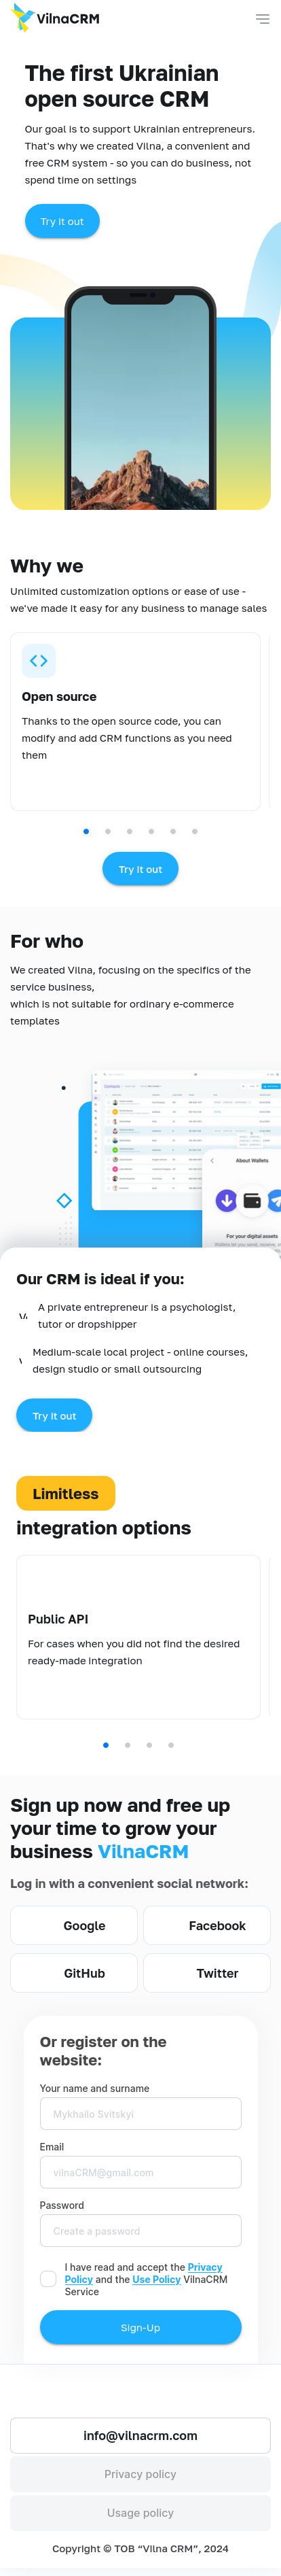 VilnaCRM
The first Ukrainian
open source CRM
Our goal is to support Ukrainian entrepreneurs.
That's why we created Vilna, a convenient and
free CRM system - so you can do business, not
spend time on settings
Try it out
Why we
Unlimited customization options or ease of use -
we've made it easy for any business to manage sales
Open source
Thanks to the open source code, you can
modify and add CRM functions as you need
them
Try it out
For who
We created Vilna, focusing on the specifics of the
service business,
which is not suitable for ordinary e-commerce
templates
Contacts
About Wallets
For your digital assets
Our CRM is ideal if you:
A private entrepreneur is a psychologist,
tutor or dropshipper
Medium-scale local project - online courses,
design studio or small outsourcing
Try it out
Limitless
integration options
Public API
For cases when you did not find the desired
ready-made integration
Sign up now and free up
your time to grow your
business VilnaCRM
Log in with a convenient social network:
Google
Facebook
GitHub
Twitter
Or register on the
website:
Your name and surname
Mykhailo Svitskyi
Email
vilnaCRM@gmail.com
Password
Create a password
I have read and accept the Privacy
Policy and the Use Policy VilnaCRM
Service
Sign-Up
info@vilnacrm.com
Privacy policy
Usage policy
Copyright © ТОВ “Vilna CRM”, 2024